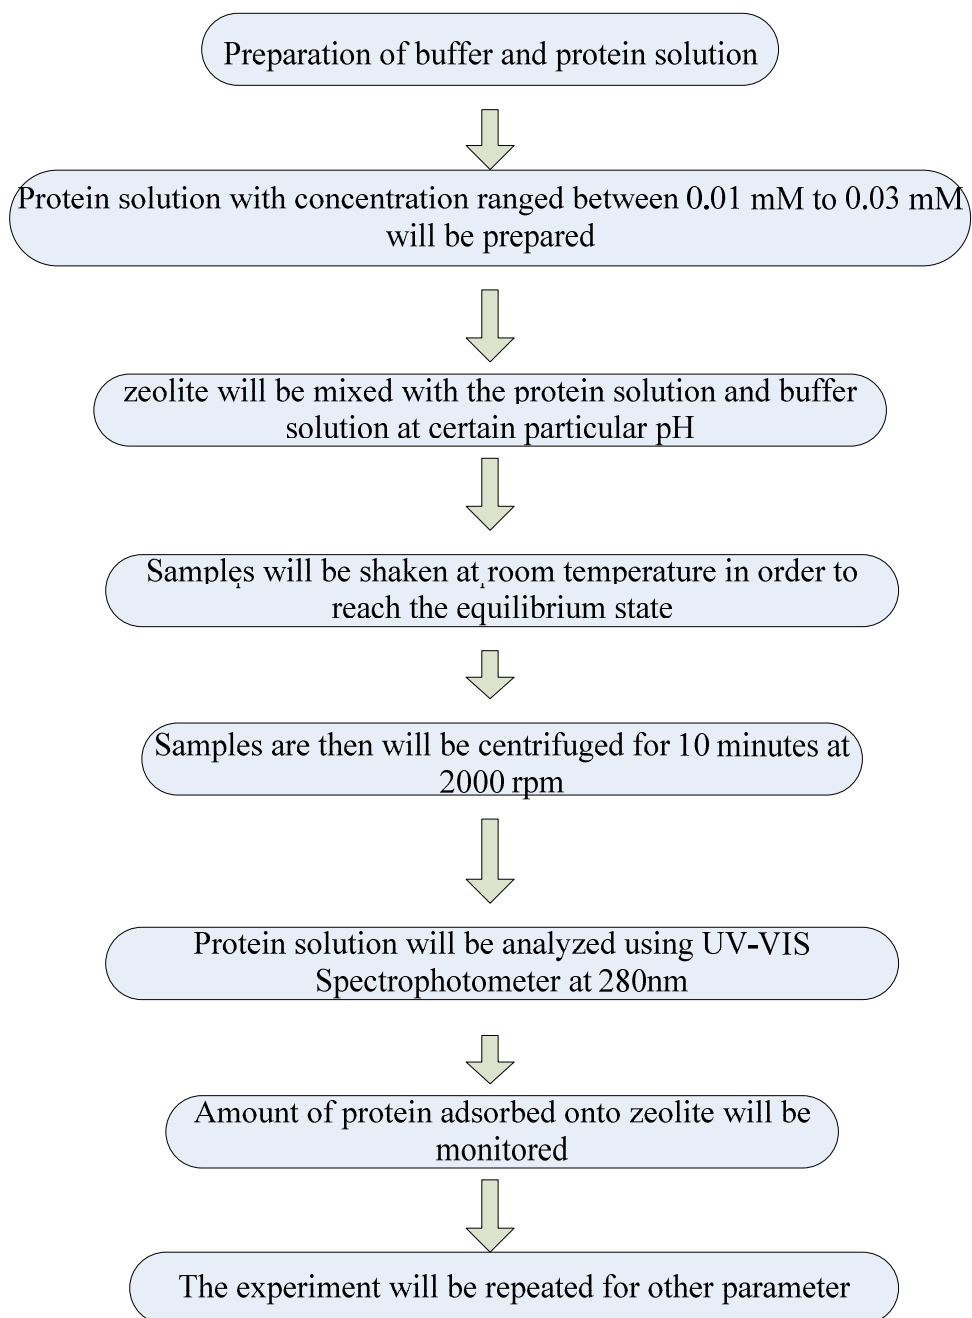 Preparation of buffer and protein solution
Protein solution with concentration ranged between 0.01 mM to 0.03 mM
will be prepared
zeolite will be mixed with the protein solution and buffer
solution at certain particular pH
Samples will be shaken at room temperature in order to
reach the equilibrium state
Samples are then will be centrifuged for 10 minutes at
2000 rpm
Protein solution will be analyzed using UV-VIS
Spectrophotometer at 280nm
Amount of protein adsorbed onto zeolite will be
monitored
The experiment will be repeated for other parameter